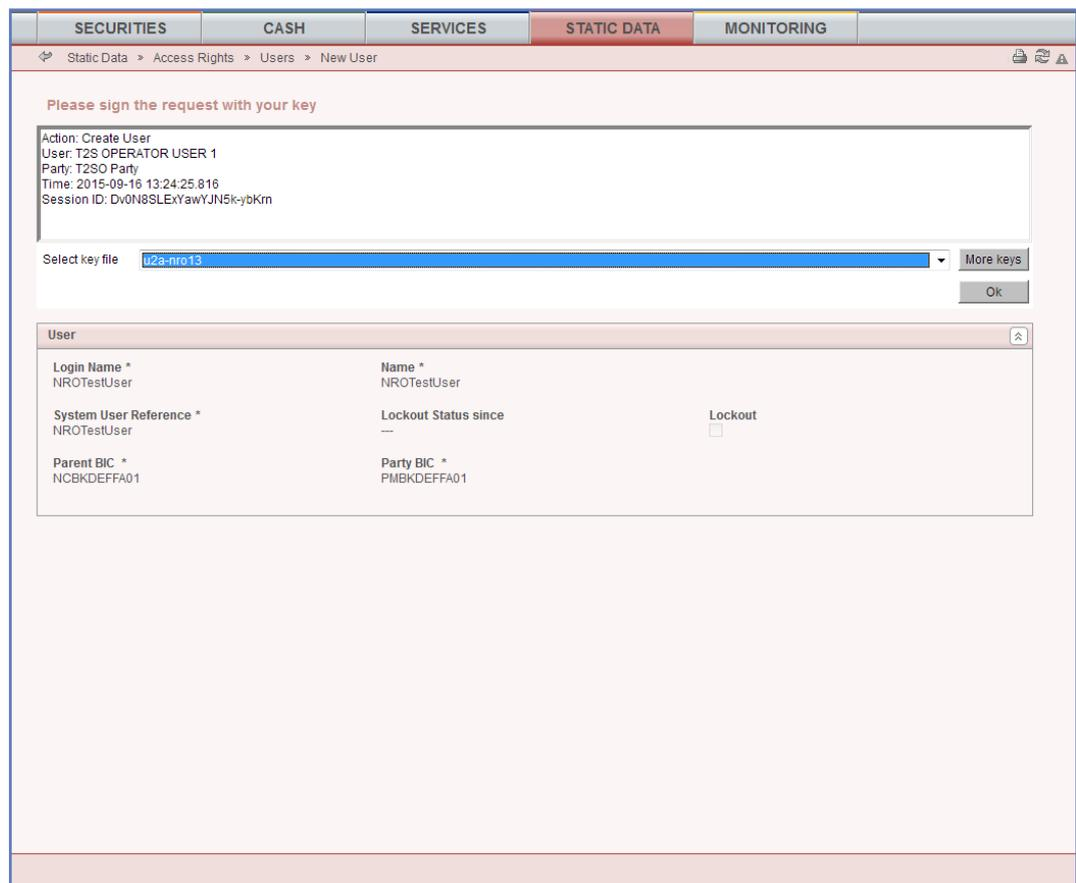 SECURITIES CASH SERVICES STATIC DATA MONITORING
Static Data » Access Rights » Users » New User
Please sign the request with your key
Action: Create User
User: T2S OPERATOR USER 1
Party: T2SO Party
Time: 2015-09-16 13:24:25.816
Session ID: Dv0N8SLExYawYJN5k-ybKrn
Select key file u2a-nro13 More keys
Ok
User
Login Name * Name *
NROTestUser NROTestUser
System User Reference * Lockout Status since Lockout
NROTestUser ---
Parent BIC * Party BIC *
NCBKDEFFA01 PMBKDEFFA01